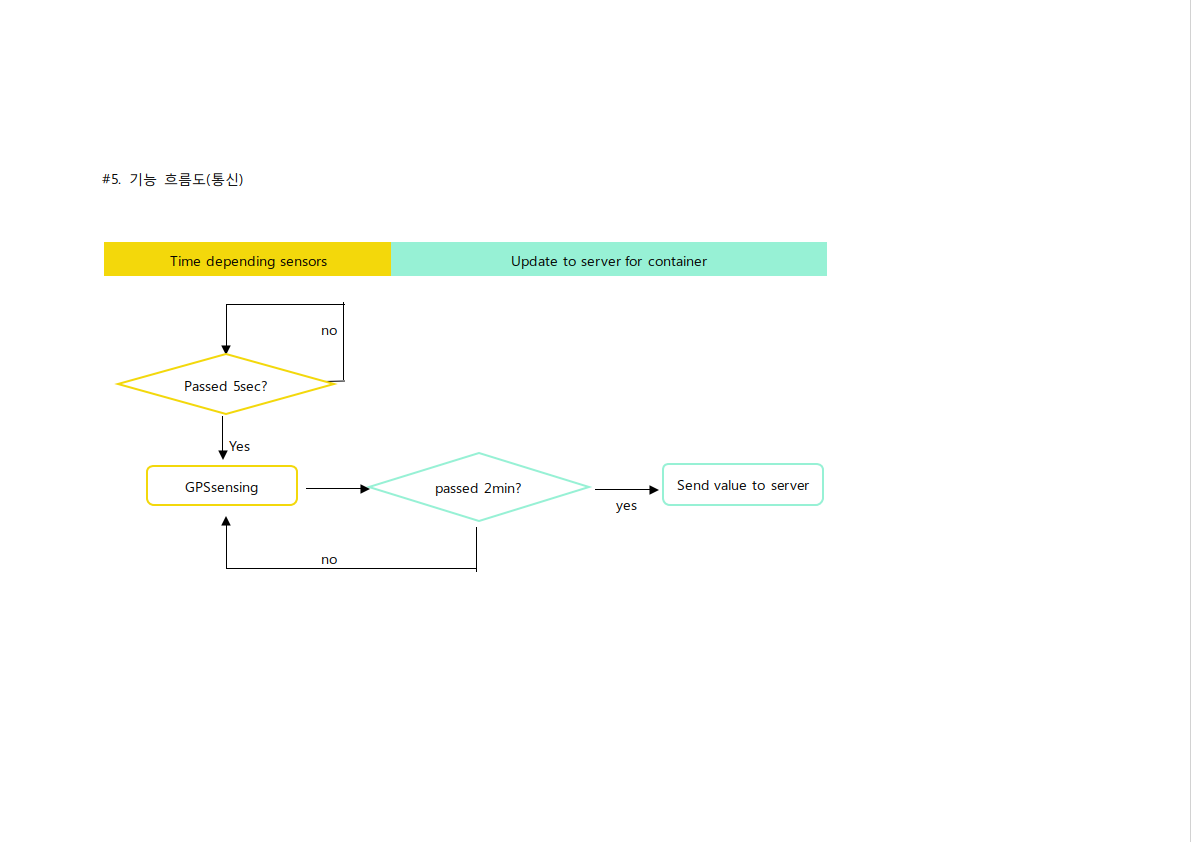 #5. 기능 흐름도(통신)
Time depending sensors
Update to server for container
no
Passed 5sec?
Yes
GPSsensing
passed 2min?
Send value to server
yes
no